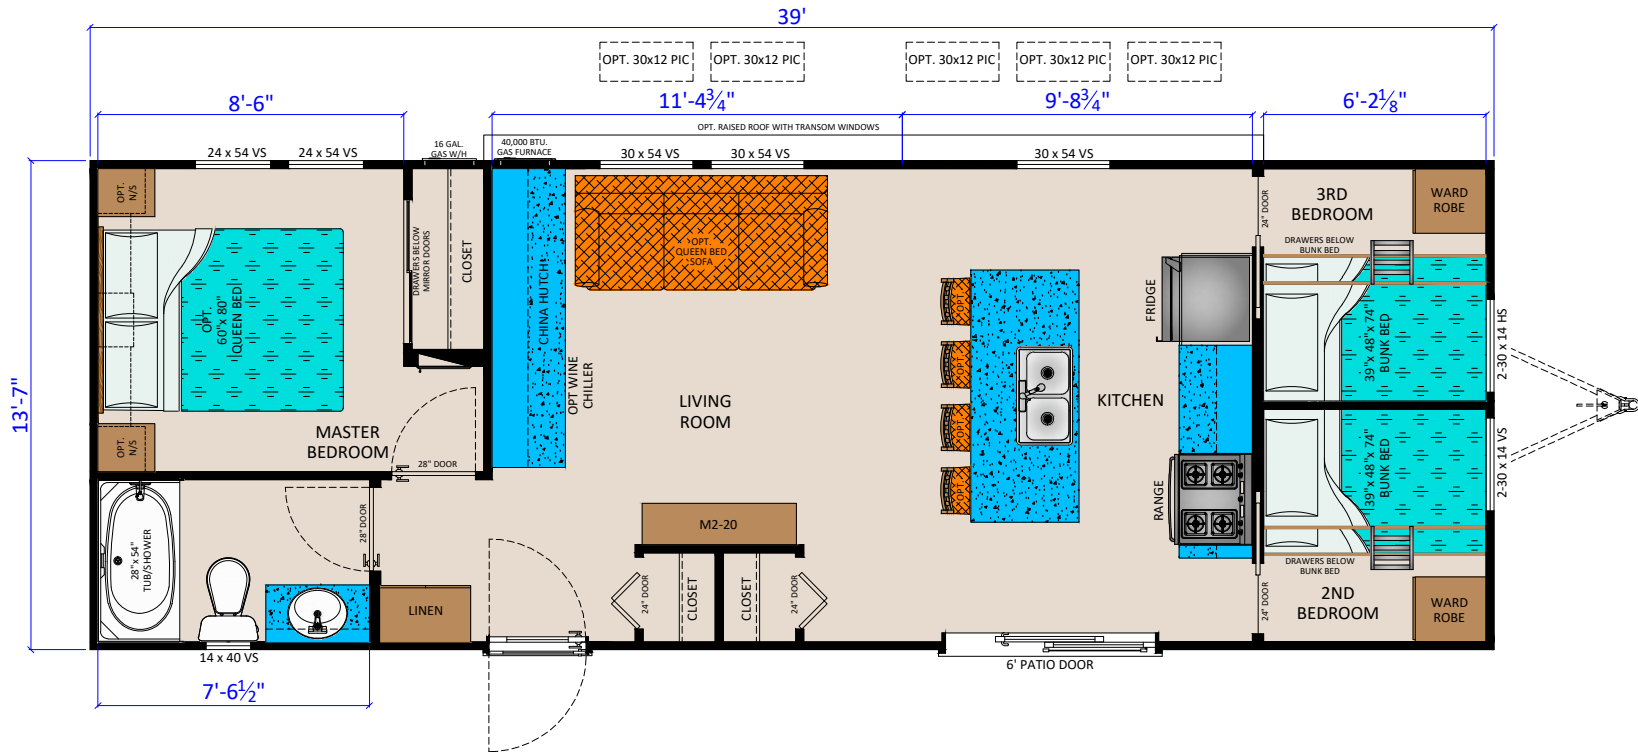 39'
OPT. 30x12 PIC
OPT. 30x12 PIC
OPT. 30x12 PIC
OPT. 30x12 PIC
OPT. 30x12 PIC
8'-6"
11'-4¾"
9'-8¾"
6'-2⅛"
OPT. RAISED ROOF WITH TRANSOM WINDOWS
24 x 54 VS
24 x 54 VS
16 GAL.
GAS W/H
40,000 BTU.
GAS FURNACE
30 x 54 VS
30 x 54 VS
30 x 54 VS
OPT.
N/S
DRAWERS BELOW
MIRROR DOORS
CLOSET
CHINA HUTCH
OPT.
QUEEN BED
SOFA
24" DOOR
3RD
BEDROOM
WARD
ROBE
DRAWERS BELOW
BUNK BED
OPT.
60"x 80"
QUEEN BED
FRIDGE
OPT.
OPT.
OPT.
OPT.
39"x 48"x 74"
BUNK BED
2-30 x 14 HS
13'-7"
OPT WINE
CHILLER
LIVING
ROOM
KITCHEN
MASTER
BEDROOM
OPT.
N/S
28" DOOR
39"x 48"x 74"
BUNK BED
2-30 x 14 VS
RANGE
28"x 54"
TUB/SHOWER
28" DOOR
M2-20
DRAWERS BELOW
BUNK BED
LINEN
24" DOOR
CLOSET
CLOSET
24" DOOR
24" DOOR
2ND
BEDROOM
WARD
ROBE
14 x 40 VS
6' PATIO DOOR
7'-6½"